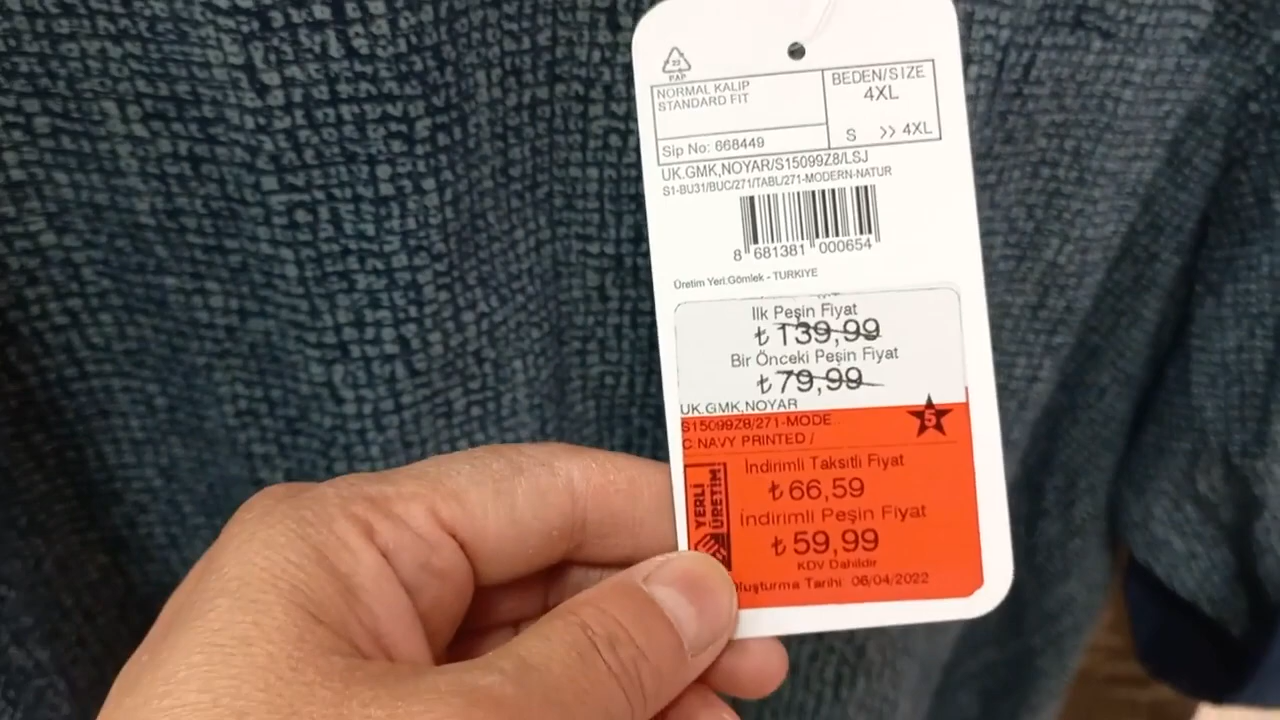 22
PAP
NORMAL KALIP
STANDARD FIT
BEDEN/SIZE
4XL
S >> 4XL
Sip No: 668449
UK.GMK,NOYAR/S15099Z8/LSJ
S1-BU31/BUC/271/TABL/271-MODERN-NATUR
8 681381 000654
Üretim Yeri:Gömlek - TURKIYE
İlk Peşin Fiyat
₺ 139,99
Bir Önceki Peşin Fiyat
₺ 79,99
UK.GMK,NOYAR
S15099Z8/271-MODE..
C NAVY PRINTED /
5
YERLİ
ÜRETİM
İndirimli Taksitli Fiyat
₺ 66,59
İndirimli Peşin Fiyat
₺ 59,99
KDV Dahildir
luşturma Tarihi 06/04/2022